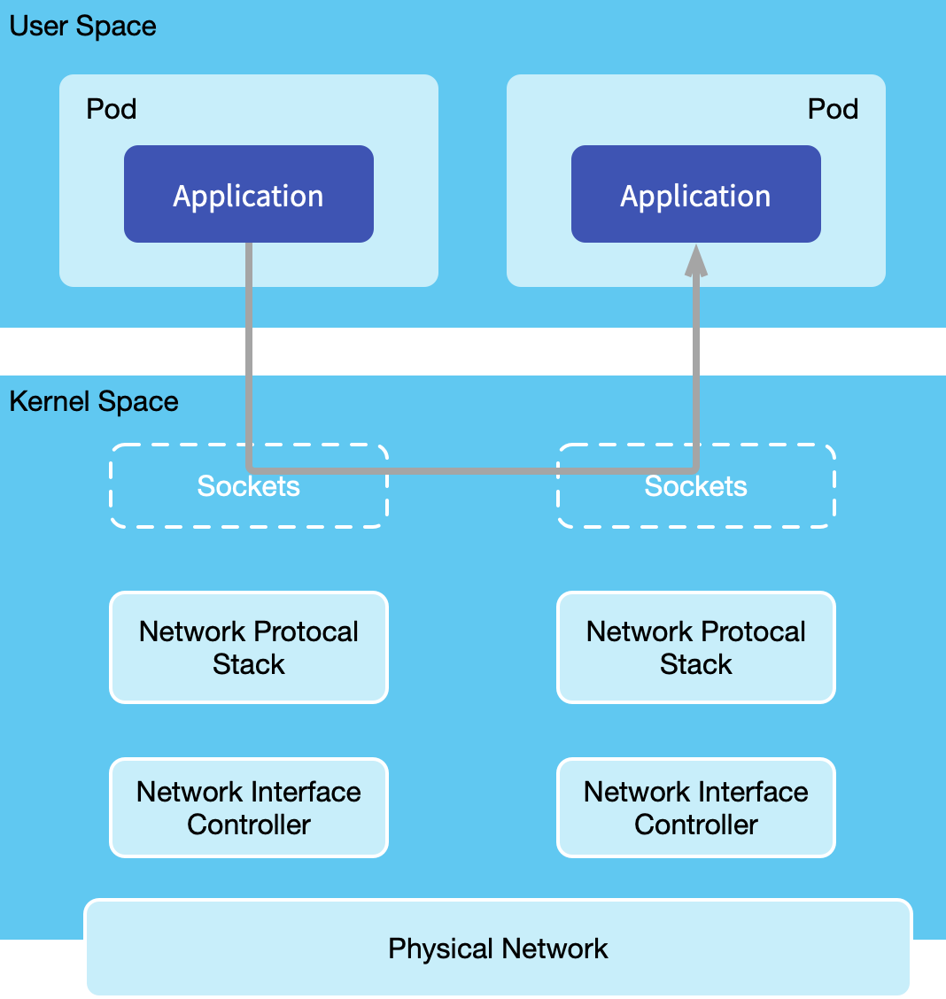 User Space
Pod
Pod
Application
Application
Kernel Space
Sockets
Sockets
Network Protocal
Stack
Network Protocal
Stack
Network Interface
Controller
Network Interface
Controller
Physical Network